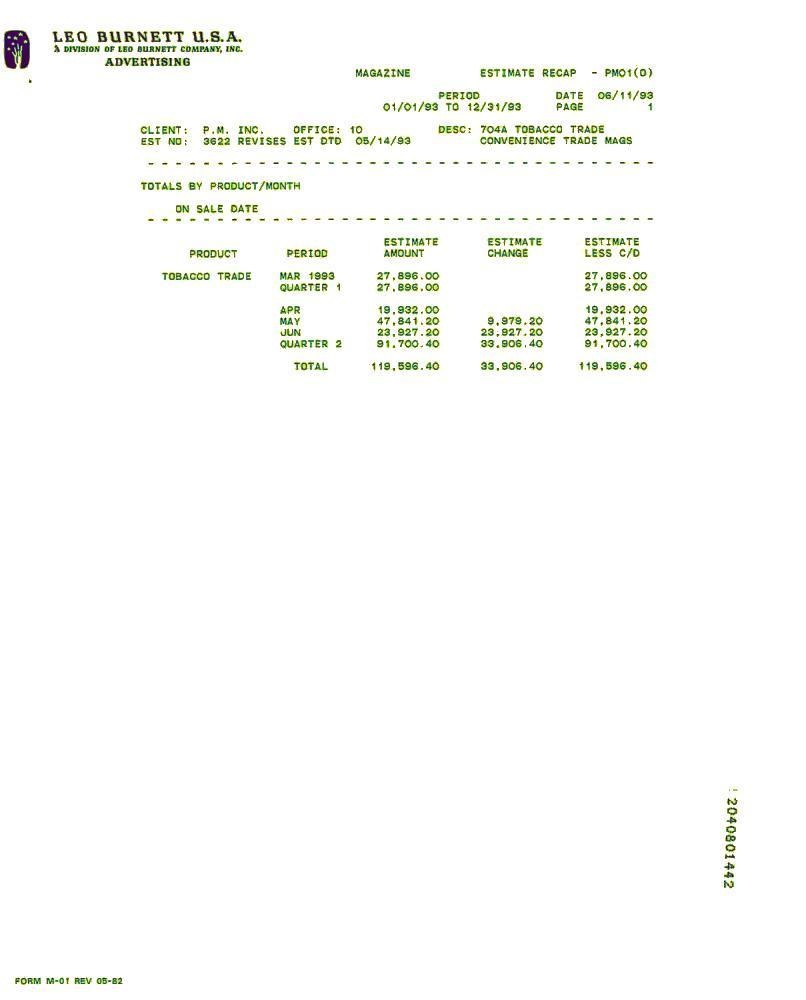 LEO BURNETT U.S.A.
A DIVISION OF LEO BURNETT COMPANY, INC.
ADVERTISING
MAGAZINE ESTIMATE RECAP - PM01(0)
PERIOD DATE 06/11/93
01/01/93 TO 12/31/93 PAGE 1
CLIENT: P.M. INC. OFFICE: 10 DESC: 704A TOBACCO TRADE
EST NO: 3622 REVISES EST DTD 05/14/93 CONVENIENCE TRADE MAGS
TOTALS BY PRODUCT/MONTH
ON SALE DATE
ESTIMATE ESTIMATE ESTIMATE
PRODUCT PERIOD AMOUNT CHANGE LESS C/D
TOBACCO TRADE MAR 1993 27,896.00 27,896.00
QUARTER 1 27,896.00 27,896.00
APR 19,932.00 19,932.00
MAY 47,841.20 9,979.20 47,841.20
JUN 23,927.20 23,927.20 23,927.20
QUARTER 2 91,700.40 33,906.40 91,700.40
TOTAL 119,596.40 33,906.40 119,596.40
2040801442
FORM M-01 REV 05-82